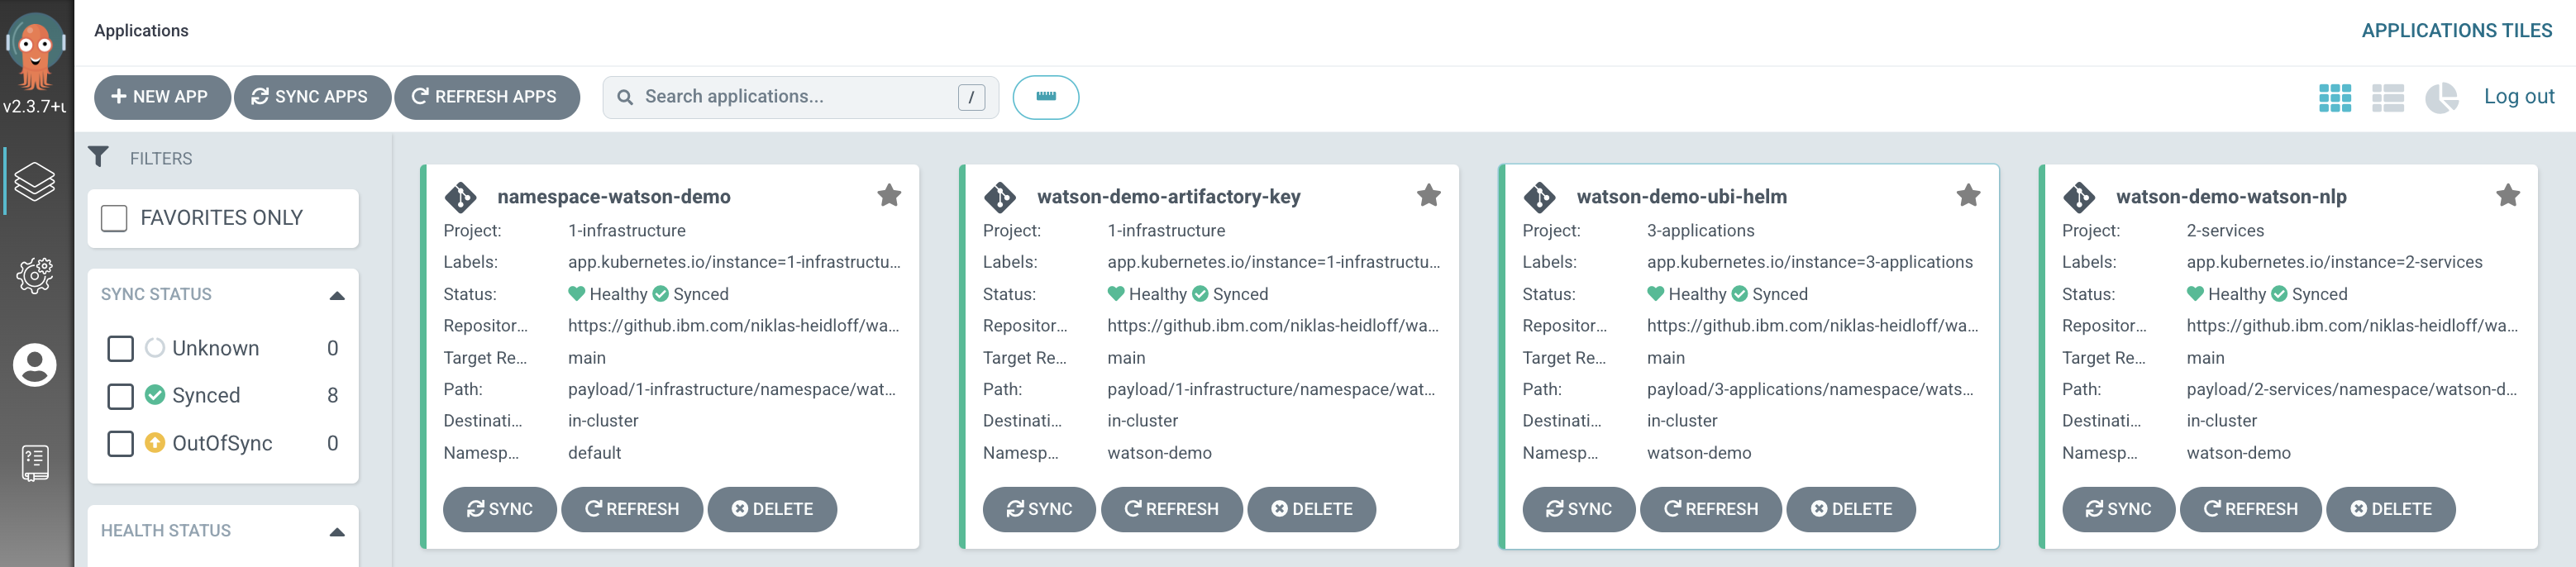 Applications
APPLICATIONS TILES
v2.3.7+u
NEW APP
SYNC APPS
REFRESH APPS
Search applications...
/
Log out
FILTERS
FAVORITES ONLY
SYNC STATUS
Unknown 0
Synced 8
OutOfSync 0
HEALTH STATUS
namespace-watson-demo
Project: 1-infrastructure
Labels: app.kubernetes.io/instance=1-infrastructu...
Status: Healthy Synced
Repositor... https://github.ibm.com/niklas-heidloff/wa...
Target Re... main
Path: payload/1-infrastructure/namespace/wat...
Destinati... in-cluster
Namesp... default
SYNC REFRESH DELETE
watson-demo-artifactory-key
Project: 1-infrastructure
Labels: app.kubernetes.io/instance=1-infrastructu...
Status: Healthy Synced
Repositor... https://github.ibm.com/niklas-heidloff/wa...
Target Re... main
Path: payload/1-infrastructure/namespace/wat...
Destinati... in-cluster
Namesp... watson-demo
SYNC REFRESH DELETE
watson-demo-ubi-helm
Project: 3-applications
Labels: app.kubernetes.io/instance=3-applications
Status: Healthy Synced
Repositor... https://github.ibm.com/niklas-heidloff/wa...
Target Re... main
Path: payload/3-applications/namespace/wats...
Destinati... in-cluster
Namesp... watson-demo
SYNC REFRESH DELETE
watson-demo-watson-nlp
Project: 2-services
Labels: app.kubernetes.io/instance=2-services
Status: Healthy Synced
Repositor... https://github.ibm.com/niklas-heidloff/wa...
Target Re... main
Path: payload/2-services/namespace/watson-d...
Destinati... in-cluster
Namesp... watson-demo
SYNC REFRESH DELETE